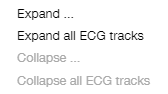 Expand ...
Expand all ECG tracks
Collapse ...
Collapse all ECG tracks